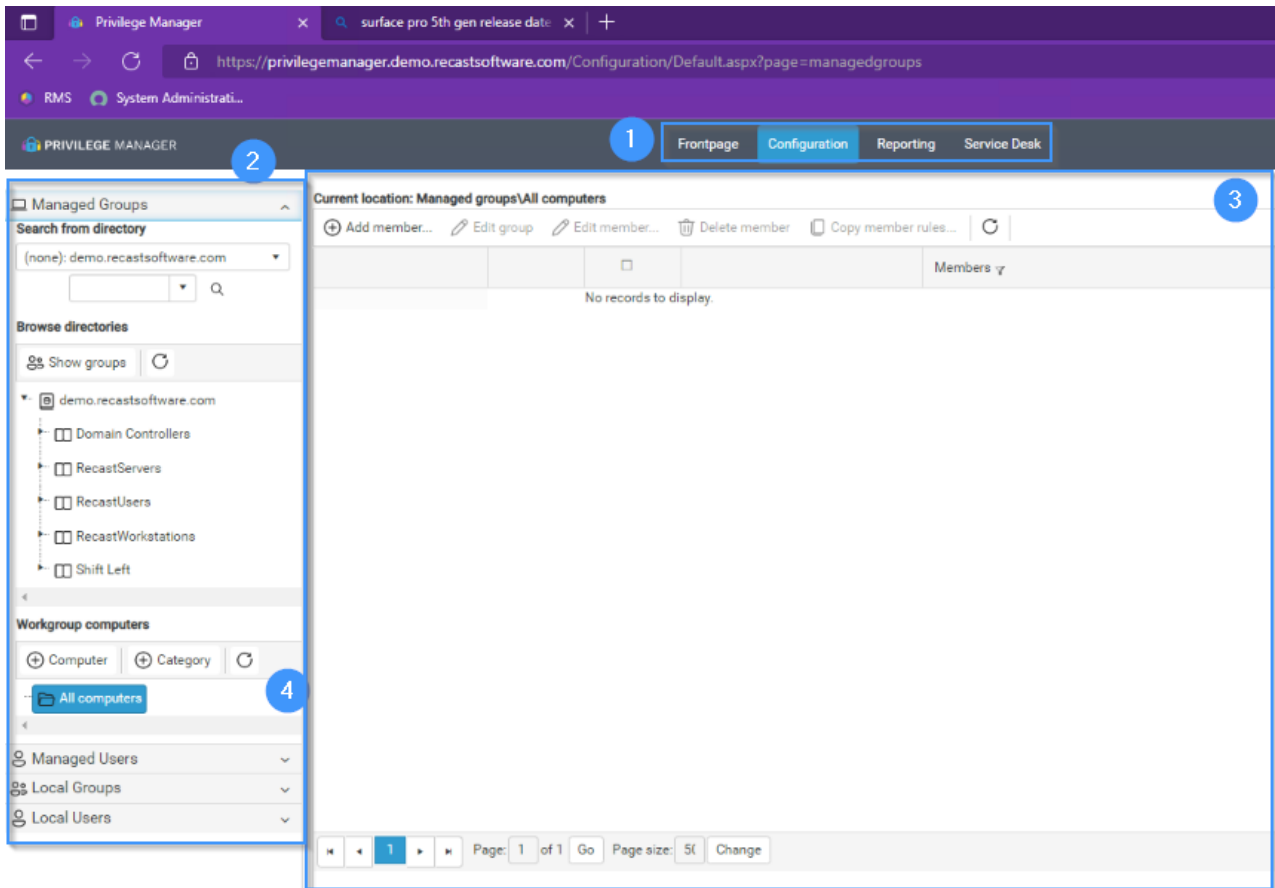 Privilege Manager
surface pro 5th gen release date
https://privilegemanager.demo.recastsoftware.com/Configuration/Default.aspx?page=managedgroups
RMS System Administrati...
PRIVILEGE MANAGER
1
Frontpage Configuration Reporting Service Desk
2
3
Managed Groups
Search from directory
(none): demo.recastsoftware.com
Browse directories
Show groups
demo.recastsoftware.com
Domain Controllers
RecastServers
RecastUsers
RecastWorkstations
Shift Left
Workgroup computers
Computer Category
All computers
4
Managed Users
Local Groups
Local Users
Current location: Managed groups\All computers
Add member... Edit group Edit member... Delete member Copy member rules...
Members
No records to display.
1 Page: 1 of 1 Go Page size: 5( Change